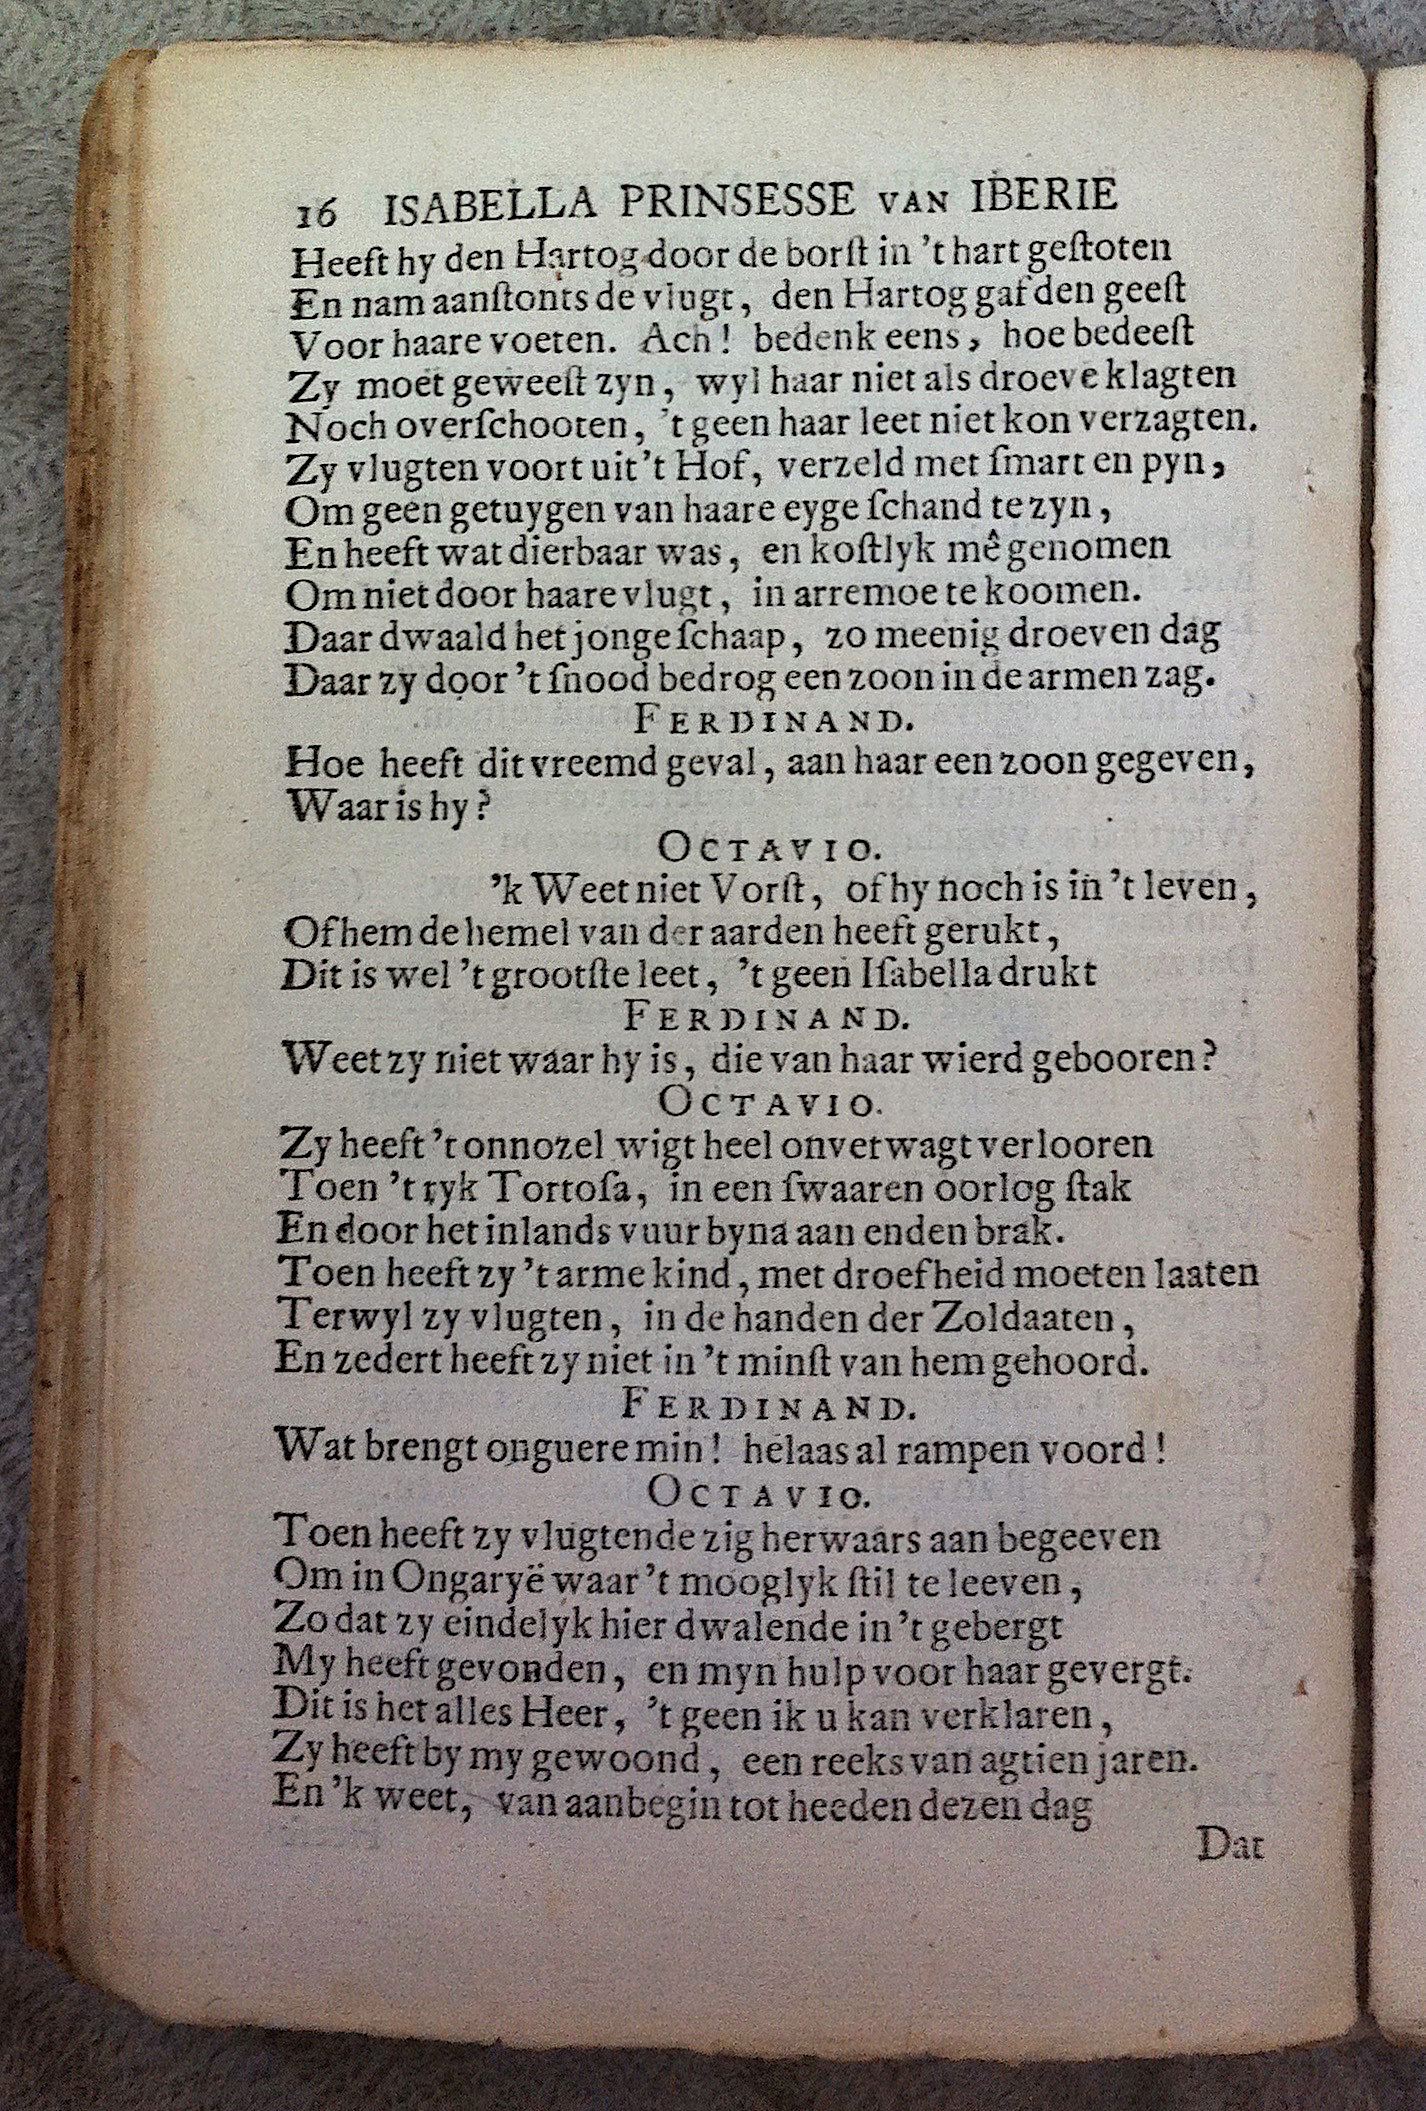 16 ISABELLA PRINSESSE VAN IBERIE
Heeft hy den Hartog door de borſt in 't hart geſtoten
En nam aanſtonts de vlugt, den Hartog gaf den geeſt
Voor haare voeten. Ach! bedenk eens, hoe bedeeſt
Zy moet geweeſt zyn, wyl haar niet als droeve klagten
Noch overſchooten, 't geen haar leet niet kon verzagten.
Zy vlugten voort uit 't Hof, verzeld met ſmart en pyn,
Om geen getuygen van haare eyge ſchand te zyn,
En heeft wat dierbaar was, en koſtlyk mê genomen
Om niet door haare vlugt, in arremoe te koomen.
Daar dwaald het jonge ſchaap, zo meenig droeven dag
Daar zy door 't ſnood bedrog een zoon in de armen zag.
FERDINAND.
Hoe heeft dit vreemd geval, aan haar een zoon gegeven,
Waar is hy?
OCTAVIO.
'k Weet niet Vorſt, of hy noch is in 't leven,
Of hem de hemel van der aarden heeft gerukt,
Dit is wel 't grootſte leet, 't geen Iſabella drukt
FERDINAND.
Weet zy niet waar hy is, die van haar wierd gebooren?
OCTAVIO.
Zy heeft 't onnozel wigt heel onverwagt verlooren
Toen 't ryk Tortoſa, in een ſwaaren oorlog ſtak
En door het inlands vuur byna aan enden brak.
Toen heeft zy 't arme kind, met droefheid moeten laaten
Terwyl zy vlugten, in de handen der Zoldaaten,
En zedert heeft zy niet in 't minſt van hem gehoord.
FERDINAND.
Wat brengt onguere min! helaas al rampen voord!
OCTAVIO.
Toen heeft zy vlugtende zig herwaars aan begeeven
Om in Ongaryë waar 't mooglyk ſtil te leeven,
Zo dat zy eindelyk hier dwalende in 't gebergt
My heeft gevonden, en myn hulp voor haar gevergt.
Dit is het alles Heer, 't geen ik u kan verklaren,
Zy heeft by my gewoond, een reeks van agtien jaren.
En 'k weet, van aanbegin tot heeden dezen dag
Dat